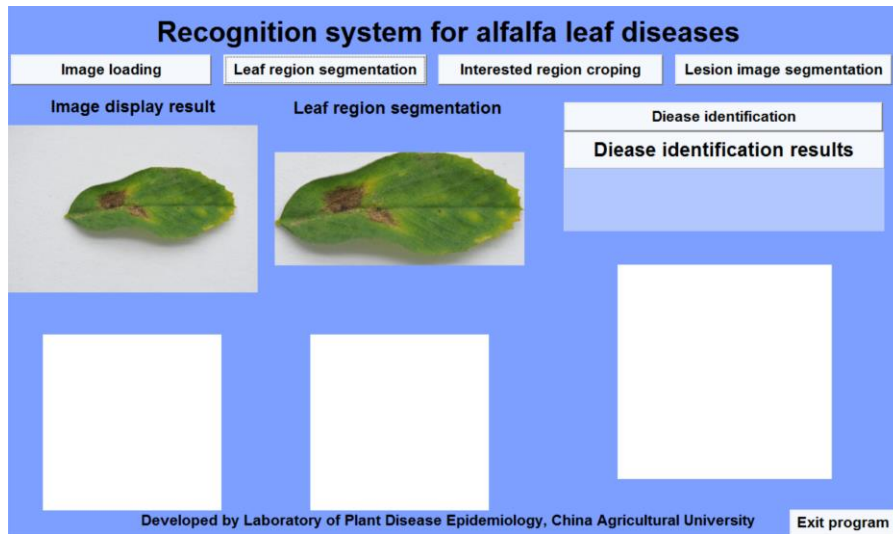 Recognition system for alfalfa leaf diseases
Image loading
Leaf region segmentation
Interested region croping
Lesion image segmentation
Image display result
Leaf region segmentation
Diease identification
Diease identification results
Developed by Laboratory of Plant Disease Epidemiology, China Agricultural University
Exit program